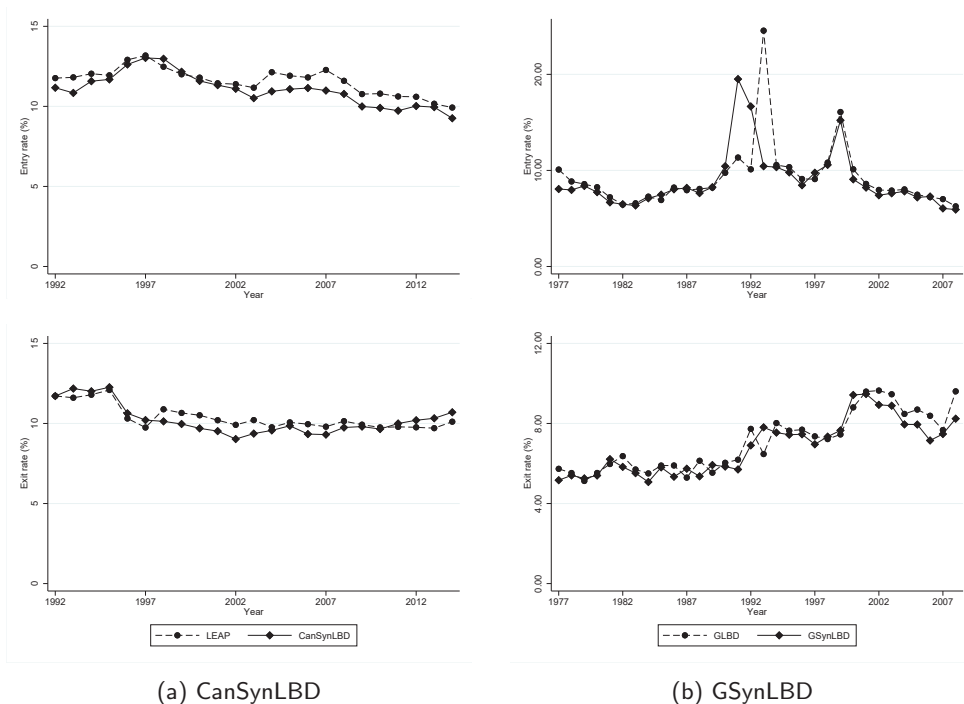 15
10
5
0
Entry rate (%)
1992 1997 2002 2007 2012
Year
15
10
5
0
Exit rate (%)
1992 1997 2002 2007 2012
Year
LEAP CanSynLBD
(a) CanSynLBD
20.00
10.00
0.00
Entry rate (%)
1977 1982 1987 1992 1997 2002 2007
Year
12.00
8.00
4.00
0.00
Exit rate (%)
1977 1982 1987 1992 1997 2002 2007
Year
GLBD GSynLBD
(b) GSynLBD